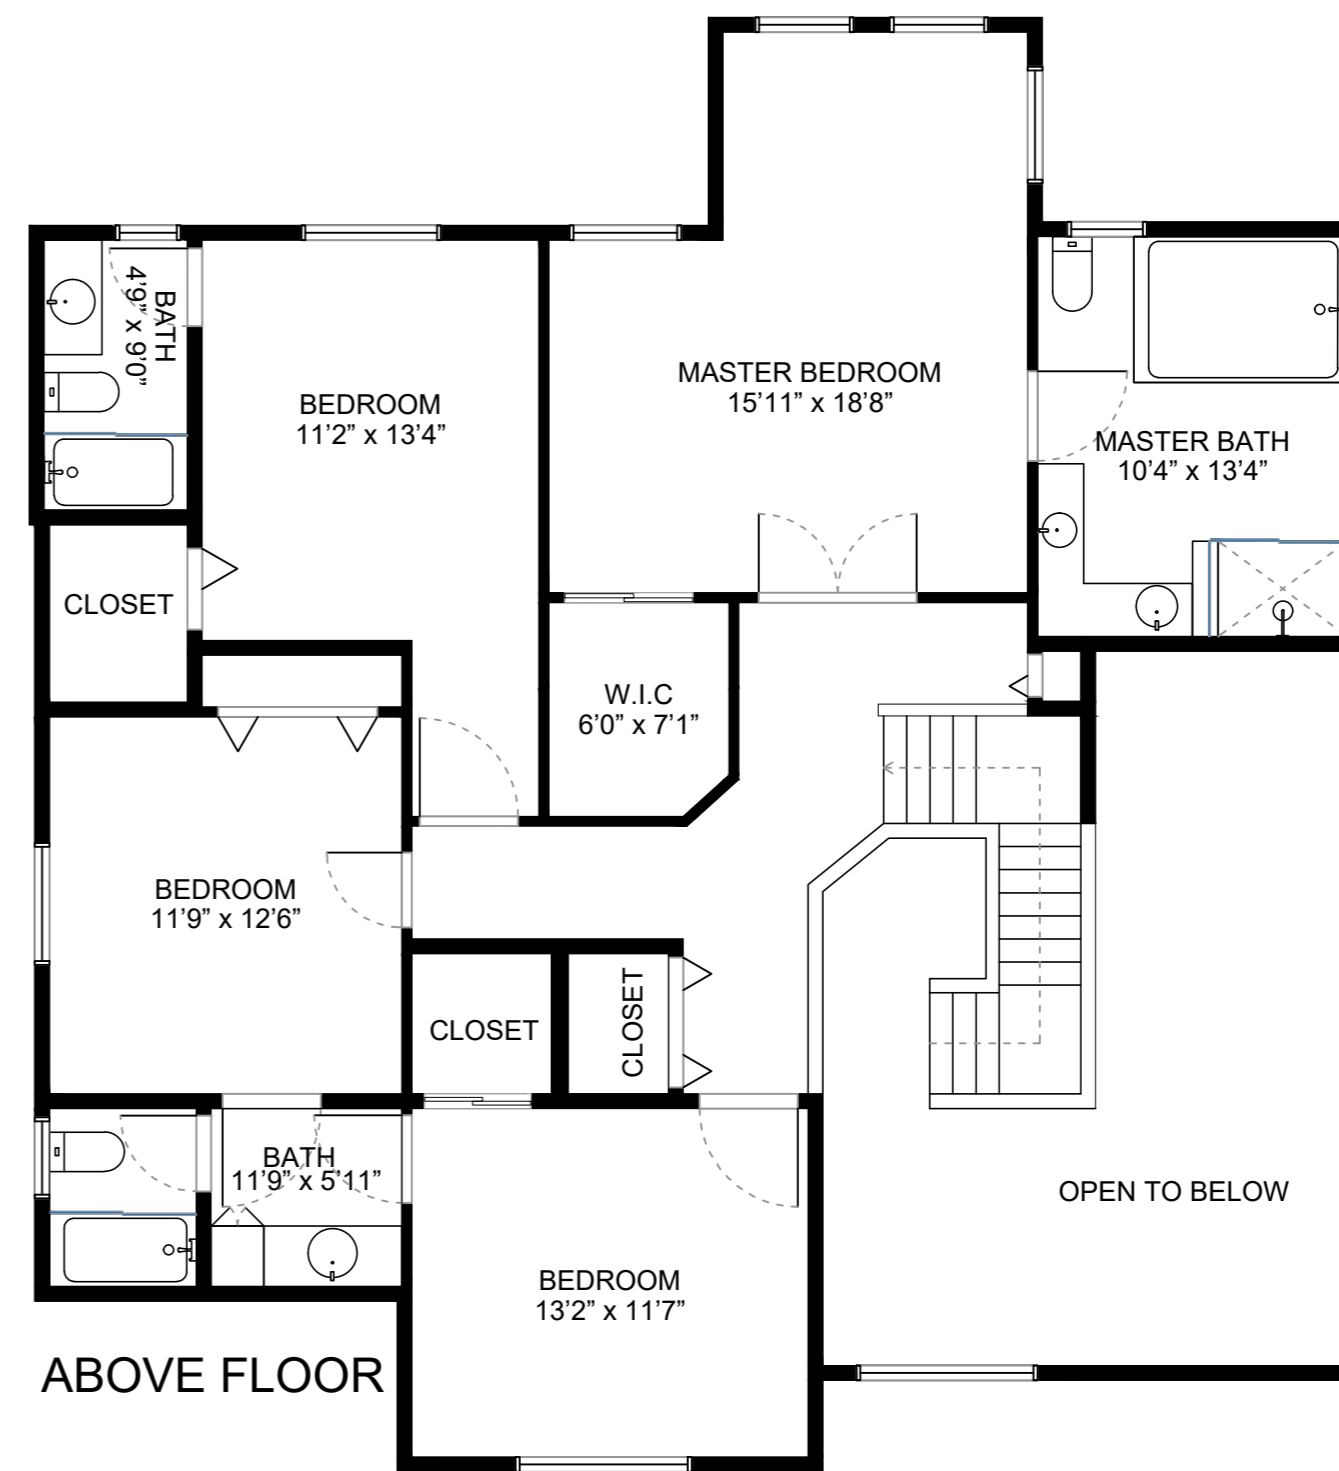 BATH
4’9” x 9’0”
BEDROOM
11’2” x 13’4”
MASTER BEDROOM
15’11” x 18’8”
MASTER BATH
10’4” x 13’4”
CLOSET
W.I.C
6’0” x 7’1”
BEDROOM
11’9” x 12’6”
CLOSET
CLOSET
BATH
11’9” x 5’11”
OPEN TO BELOW
BEDROOM
13’2” x 11’7”
ABOVE FLOOR